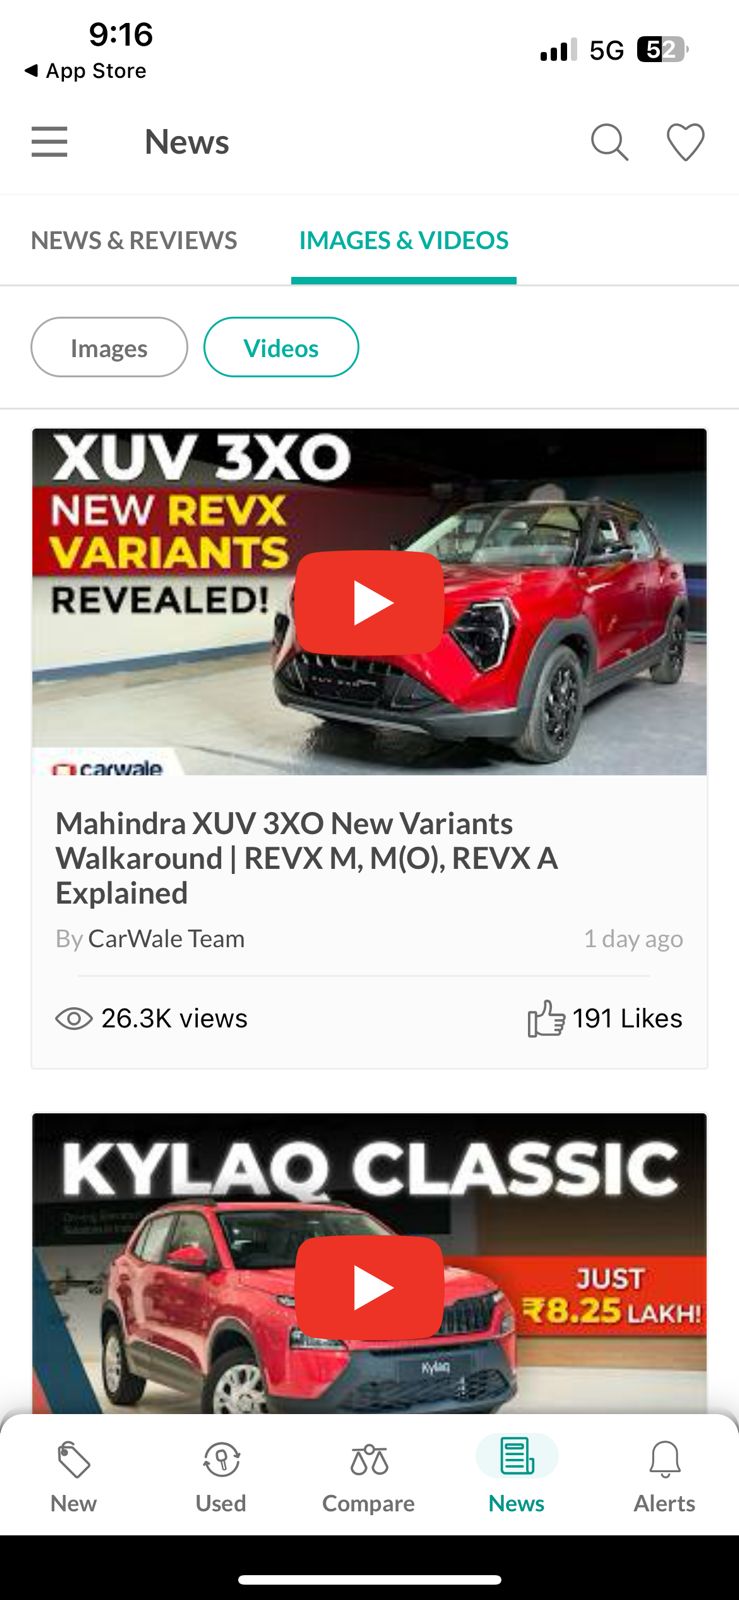 9:16
5G 52
◀ App Store
News
NEWS & REVIEWS IMAGES & VIDEOS
Images Videos
XUV 3XO
NEW REVX
VARIANTS
REVEALED!
XUV 3XO
carwale
Mahindra XUV 3XO New Variants
Walkaround | REVX M, M(O), REVX A
Explained
By CarWale Team 1 day ago
26.3K views 191 Likes
KYLAQ CLASSIC
JUST
₹8.25 LAKH!
Kylaq
New Used Compare News Alerts